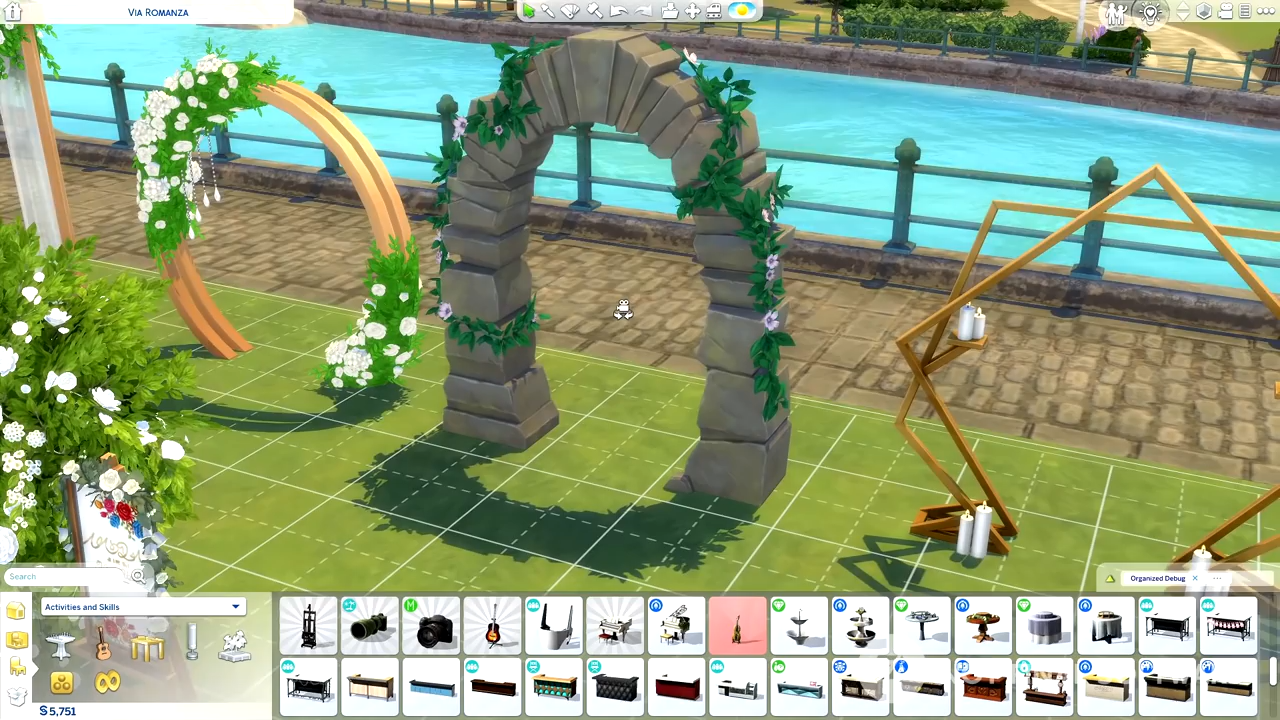 Via Romanza
Search
Organized Debug
Activities and Skills
M
§5,751